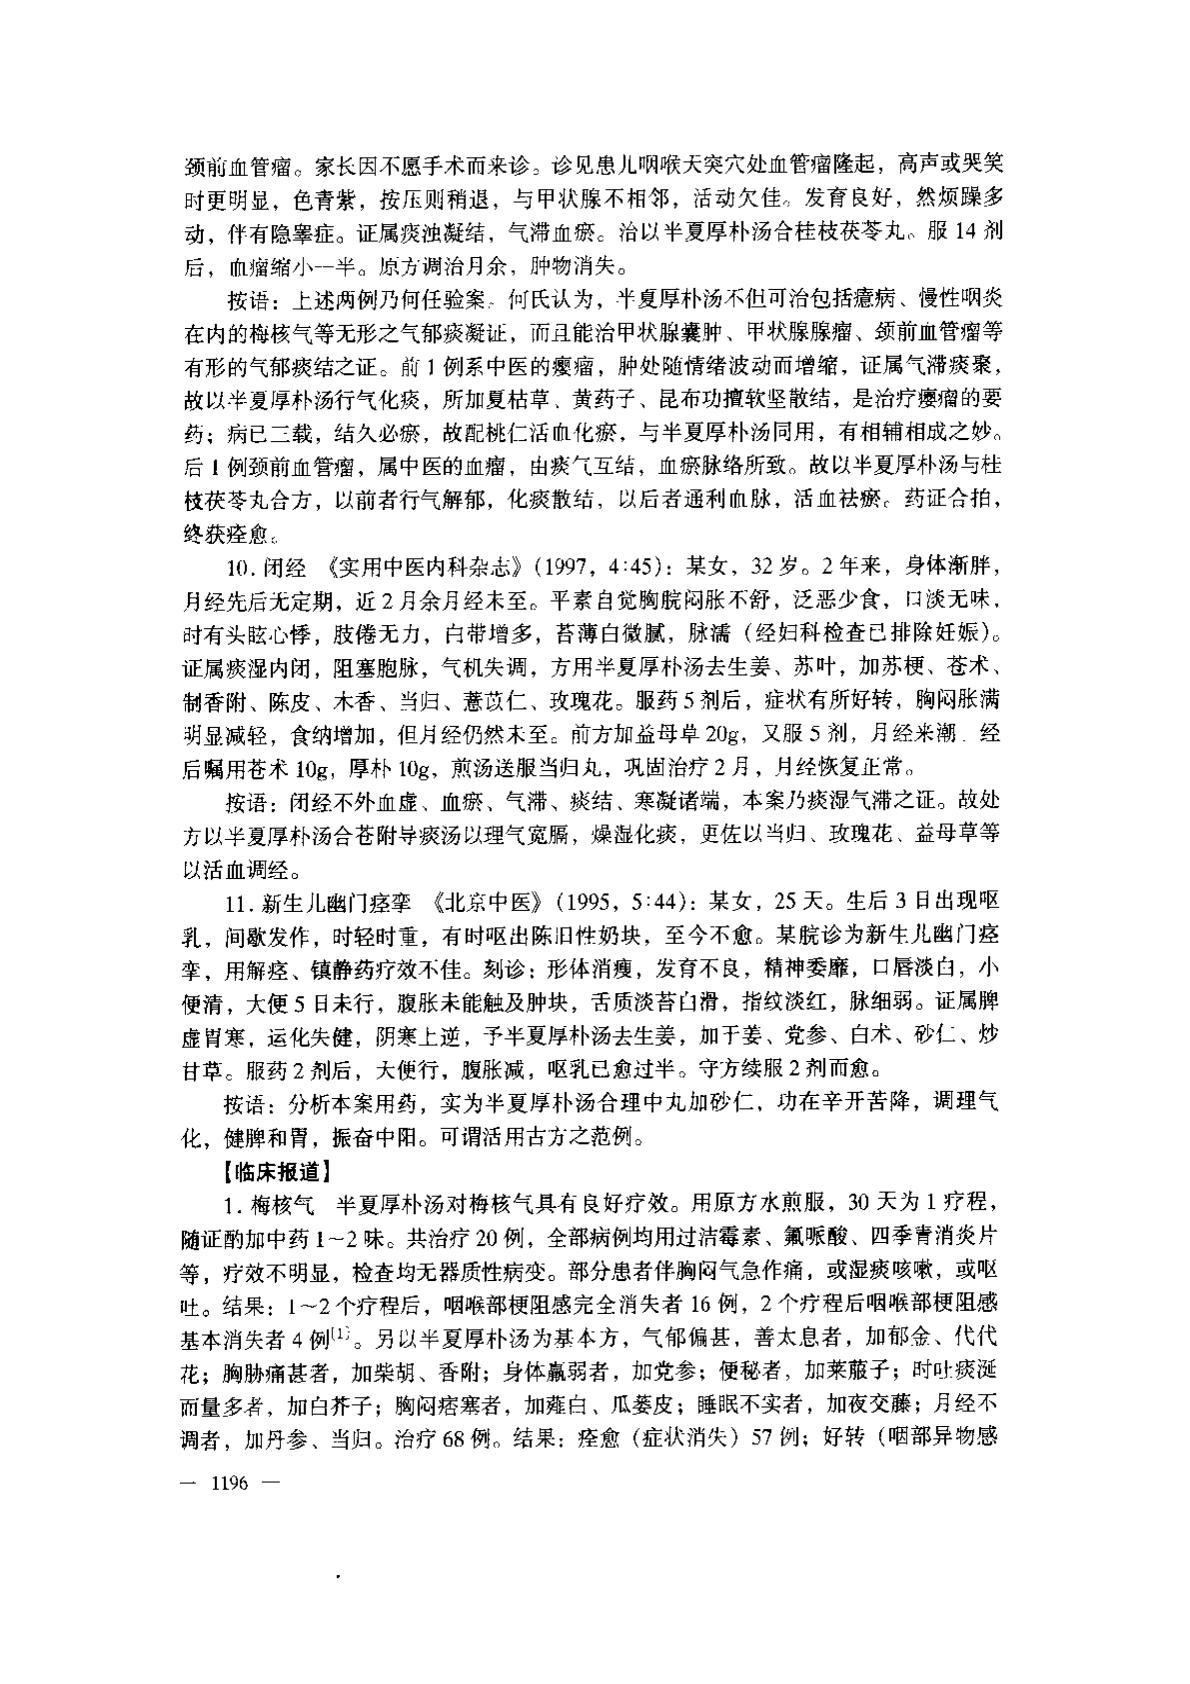 颈前血管瘤。家长因不愿手术而来诊。诊见患儿咽喉天突穴处血管瘤隆起，高声或哭笑
时更明显，色青紫，按压则稍退，与甲状腺不相邻，活动欠佳。发育良好，然烦躁多
动，伴有隐睾症。证属痰浊凝结，气滞血瘀。治以半夏厚朴汤合桂枝茯苓丸。服 14 剂
后，血瘤缩小一半。原方调治月余，肿物消失。
按语：上述两例乃何任验案。何氏认为，半夏厚朴汤不但可治包括癔病、慢性咽炎
在内的梅核气等无形之气郁痰凝证，而且能治甲状腺囊肿、甲状腺腺瘤、颈前血管瘤等
有形的气郁痰结之证。前 1 例系中医的瘿瘤，肿处随情绪波动而增缩，证属气滞痰聚，
故以半夏厚朴汤行气化痰，所加夏枯草、黄药子、昆布功擅软坚散结，是治疗瘿瘤的要
药；病已三载，结久必瘀，故配桃仁活血化瘀，与半夏厚朴汤同用，有相辅相成之妙。
后 1 例颈前血管瘤，属中医的血瘤，由痰气互结，血瘀脉络所致。故以半夏厚朴汤与桂
枝茯苓丸合方，以前者行气解郁，化痰散结，以后者通利血脉，活血祛瘀。药证合拍，
终获痊愈。
10. 闭经 《实用中医内科杂志》（1997，4:45）：某女，32 岁。2 年来，身体渐胖，
月经先后无定期，近 2 月余月经未至。平素自觉胸脘闷胀不舒，泛恶少食，口淡无味，
时有头眩心悸，肢倦无力，白带增多，苔薄白微腻，脉濡（经妇科检查已排除妊娠）。
证属痰湿内闭，阻塞胞脉，气机失调，方用半夏厚朴汤去生姜、苏叶，加苏梗、苍术、
制香附、陈皮、木香、当归、薏苡仁、玫瑰花。服药 5 剂后，症状有所好转，胸闷胀满
明显减轻，食纳增加，但月经仍然未至。前方加益母草 20g，又服 5 剂，月经来潮．经
后嘱用苍术 10g，厚朴 10g，煎汤送服当归丸，巩固治疗 2 月，月经恢复正常。
按语：闭经不外血虚、血瘀、气滞、痰结、寒凝诸端，本案乃痰湿气滞之证。故处
方以半夏厚朴汤合苍附导痰汤以理气宽膈，燥湿化痰，更佐以当归、玫瑰花、益母草等
以活血调经。
11. 新生儿幽门痉挛 《北京中医》（1995，5:44）：某女，25 天。生后 3 日出现呕
乳，间歇发作，时轻时重，有时呕出陈旧性奶块，至今不愈。某院诊为新生儿幽门痉
挛，用解痉、镇静药疗效不佳。刻诊：形体消瘦，发育不良，精神委靡，口唇淡白，小
便清，大便 5 日未行，腹胀未能触及肿块，舌质淡苔白滑，指纹淡红，脉细弱。证属脾
虚胃寒，运化失健，阴寒上逆，予半夏厚朴汤去生姜，加干姜、党参、白术、砂仁、炒
甘草。服药 2 剂后，大便行，腹胀减，呕乳已愈过半。守方续服 2 剂而愈。
按语：分析本案用药，实为半夏厚朴汤合理中丸加砂仁，功在辛开苦降，调理气
化，健脾和胃，振奋中阳。可谓活用古方之范例。
【临床报道】
1. 梅核气 半夏厚朴汤对梅核气具有良好疗效。用原方水煎服，30 天为 1 疗程，
随证酌加中药 1～2 味。共治疗 20 例，全部病例均用过洁霉素、氟哌酸、四季青消炎片
等，疗效不明显，检查均无器质性病变。部分患者伴胸闷气急作痛，或湿痰咳嗽，或呕
吐。结果：1～2 个疗程后，咽喉部梗阻感完全消失者 16 例，2 个疗程后咽喉部梗阻感
基本消失者 4 例[1]。另以半夏厚朴汤为基本方，气郁偏甚，善太息者，加郁金、代代
花；胸胁痛甚者，加柴胡、香附；身体羸弱者，加党参；便秘者，加莱菔子；时吐痰涎
而量多者，加白芥子；胸闷痞塞者，加薤白、瓜蒌皮；睡眠不实者，加夜交藤；月经不
调者，加丹参、当归。治疗 68 例。结果：痊愈（症状消失）57 例；好转（咽部异物感
— 1196 —